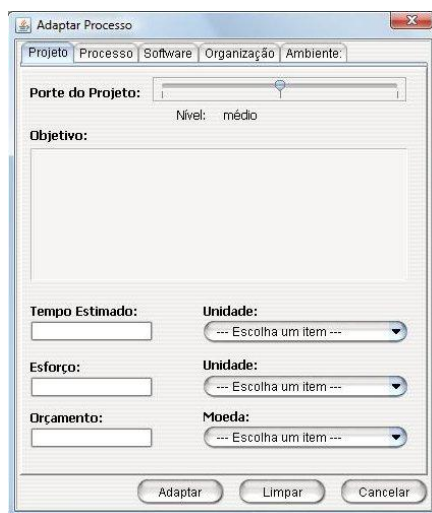 Adaptar Processo
Projeto Processo Software Organização Ambiente:
Porte do Projeto:
Nível: médio
Objetivo:
Tempo Estimado: Unidade:
--- Escolha um item ---
Esforço: Unidade:
--- Escolha um item ---
Orçamento: Moeda:
--- Escolha um item ---
Adaptar Limpar Cancelar